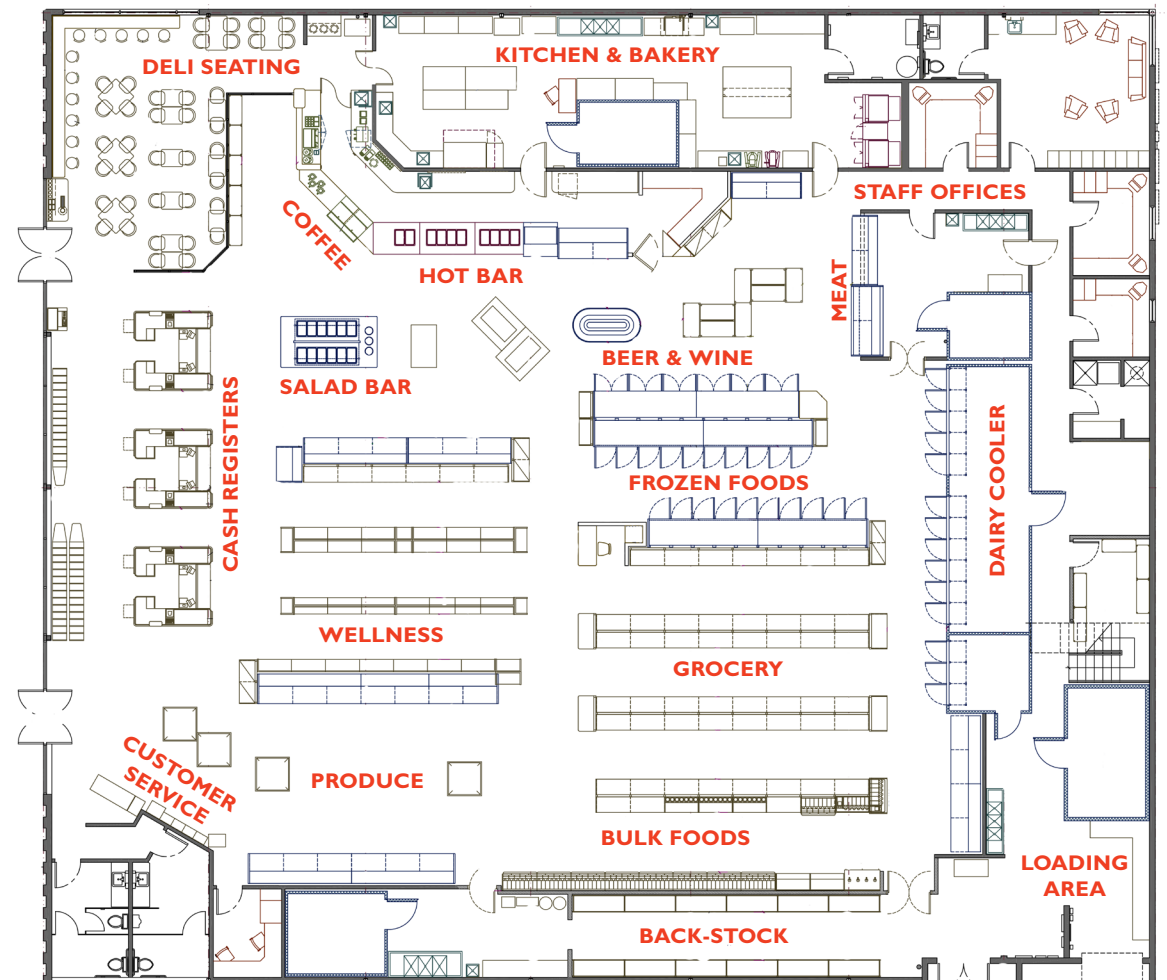 DELI SEATING
KITCHEN & BAKERY
STAFF OFFICES
COFFEE
HOT BAR
MEAT
BEER & WINE
SALAD BAR
CASH REGISTERS
FROZEN FOODS
DAIRY COOLER
WELLNESS
GROCERY
CUSTOMER
SERVICE
PRODUCE
BULK FOODS
LOADING
AREA
BACK-STOCK